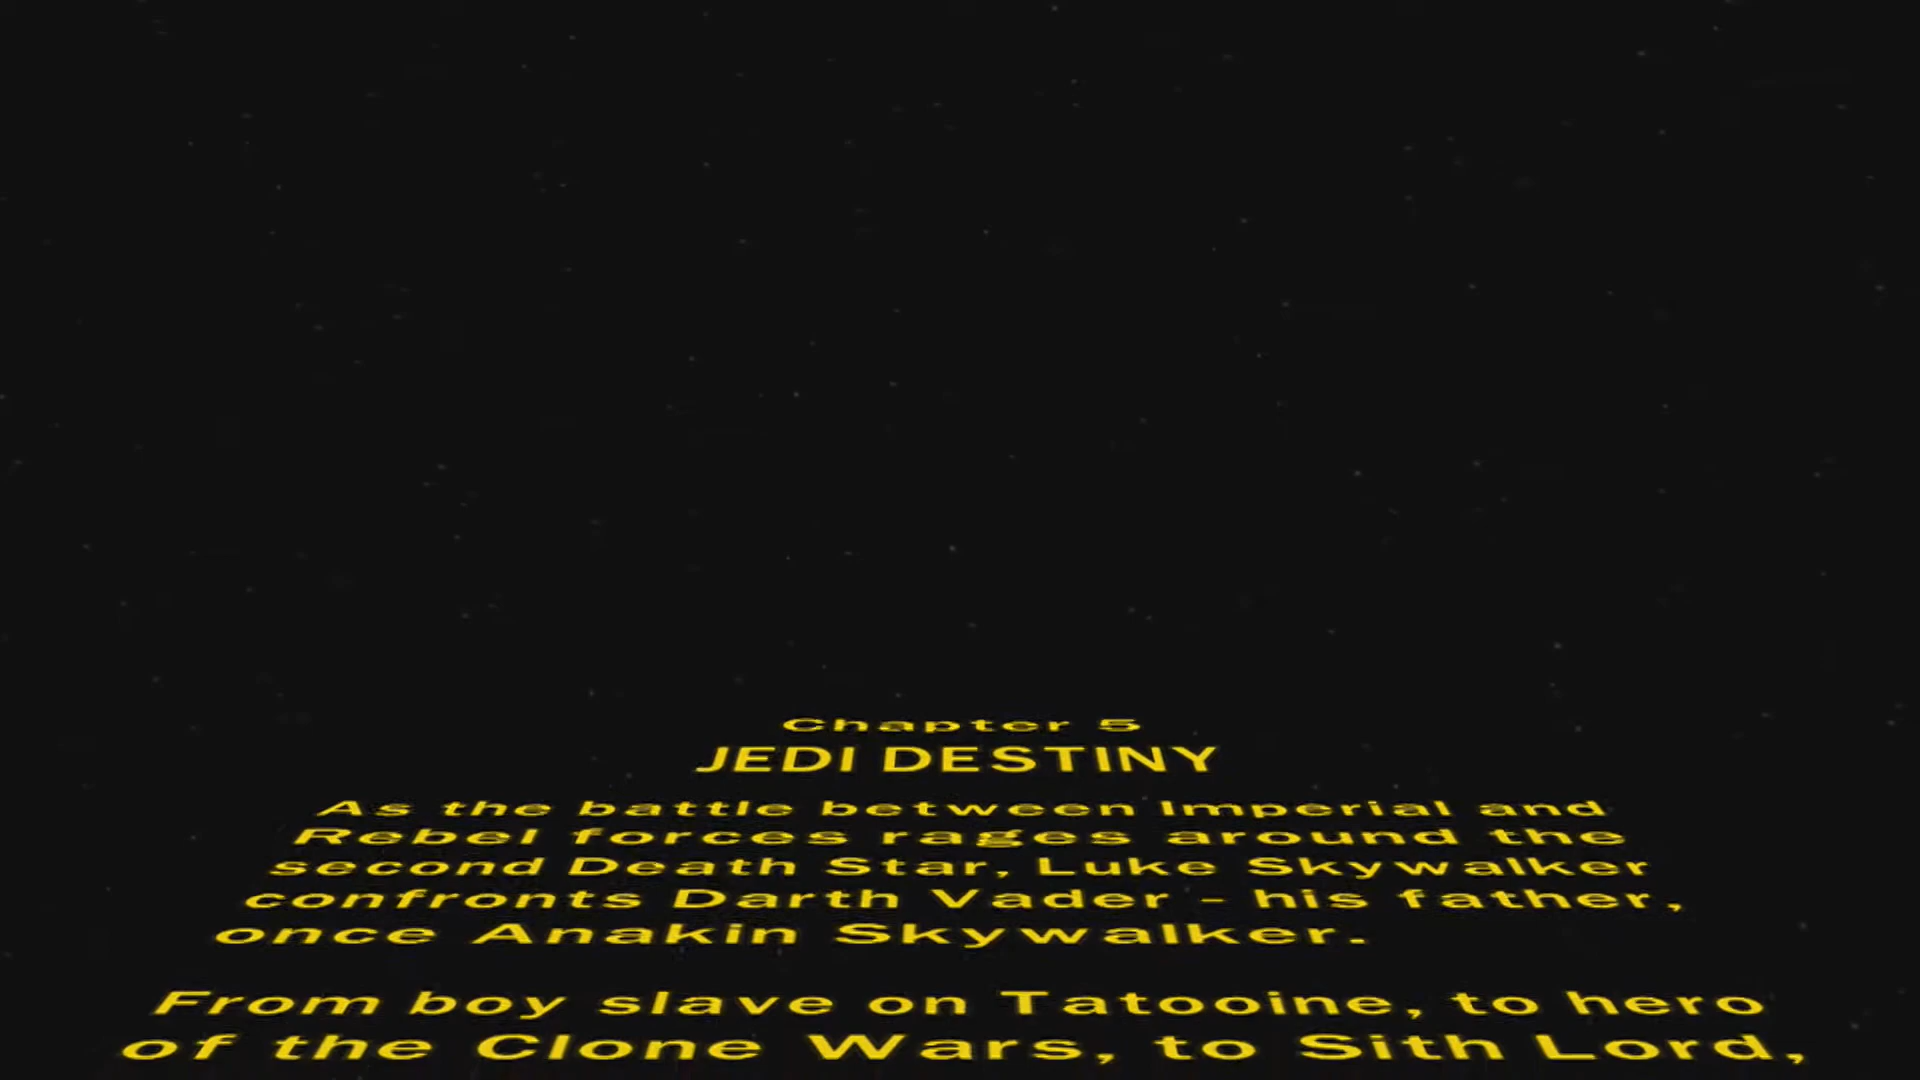 Chapter 5
JEDI DESTINY
As the battle between Imperial and
Rebel forces rages around the
second Death Star, Luke Skywalker
confronts Darth Vader - his father,
once Anakin Skywalker.
From boy slave on Tatooine, to hero
of the Clone Wars, to Sith Lord,